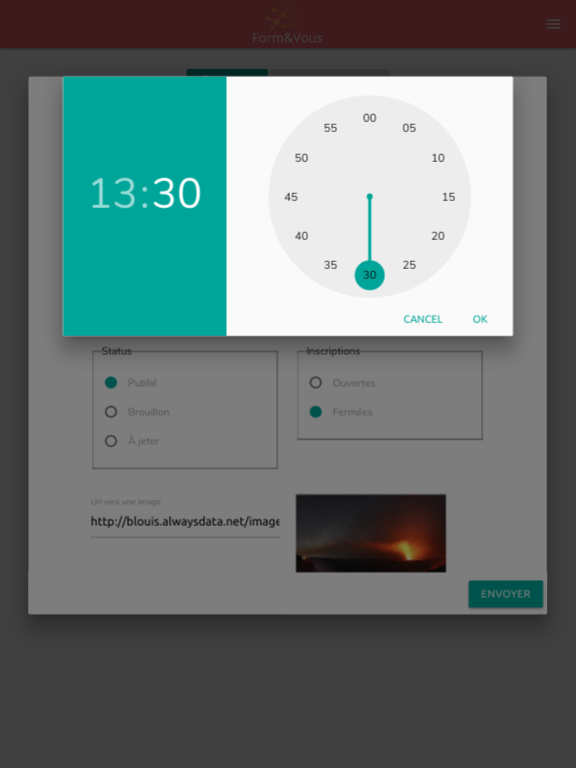 Form&Vous
13:30
00
05
10
15
20
25
30
35
40
45
50
55
CANCEL
OK
Status
Publié
Brouillon
À jeter
Inscriptions
Ouvertes
Fermées
Url vers une image
http://blouis.alwaysdata.net/image
ENVOYER